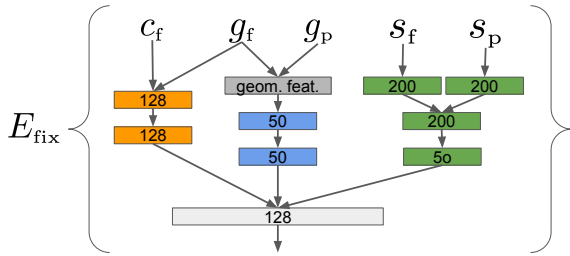 c_f g_f g_p s_f s_p
geom. feat. 200 200
128 50 200
E_fix 128 50 5o
128